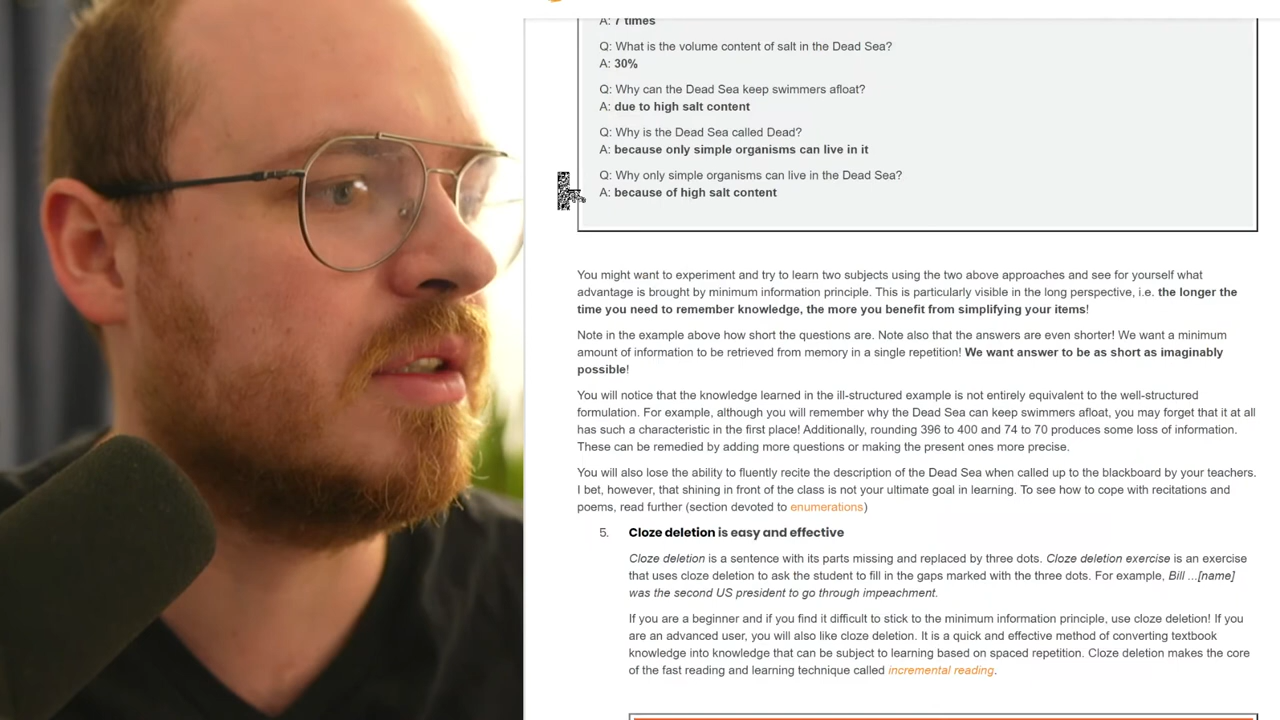 A: 7 times
Q: What is the volume content of salt in the Dead Sea?
A: 30%
Q: Why can the Dead Sea keep swimmers afloat?
A: due to high salt content
Q: Why is the Dead Sea called Dead?
A: because only simple organisms can live in it
Q: Why only simple organisms can live in the Dead Sea?
A: because of high salt content
You might want to experiment and try to learn two subjects using the two above approaches and see for yourself what
advantage is brought by minimum information principle. This is particularly visible in the long perspective, i.e. the longer the
time you need to remember knowledge, the more you benefit from simplifying your items!
Note in the example above how short the questions are. Note also that the answers are even shorter! We want a minimum
amount of information to be retrieved from memory in a single repetition! We want answer to be as short as imaginably
possible!
You will notice that the knowledge learned in the ill-structured example is not entirely equivalent to the well-structured
formulation. For example, although you will remember why the Dead Sea can keep swimmers afloat, you may forget that it at all
has such a characteristic in the first place! Additionally, rounding 396 to 400 and 74 to 70 produces some loss of information.
These can be remedied by adding more questions or making the present ones more precise.
You will also lose the ability to fluently recite the description of the Dead Sea when called up to the blackboard by your teachers.
I bet, however, that shining in front of the class is not your ultimate goal in learning. To see how to cope with recitations and
poems, read further (section devoted to enumerations)
5. Cloze deletion is easy and effective
Cloze deletion is a sentence with its parts missing and replaced by three dots. Cloze deletion exercise is an exercise
that uses cloze deletion to ask the student to fill in the gaps marked with the three dots. For example, Bill ...[name]
was the second US president to go through impeachment.
If you are a beginner and if you find it difficult to stick to the minimum information principle, use cloze deletion! If you
are an advanced user, you will also like cloze deletion. It is a quick and effective method of converting textbook
knowledge into knowledge that can be subject to learning based on spaced repetition. Cloze deletion makes the core
of the fast reading and learning technique called incremental reading.